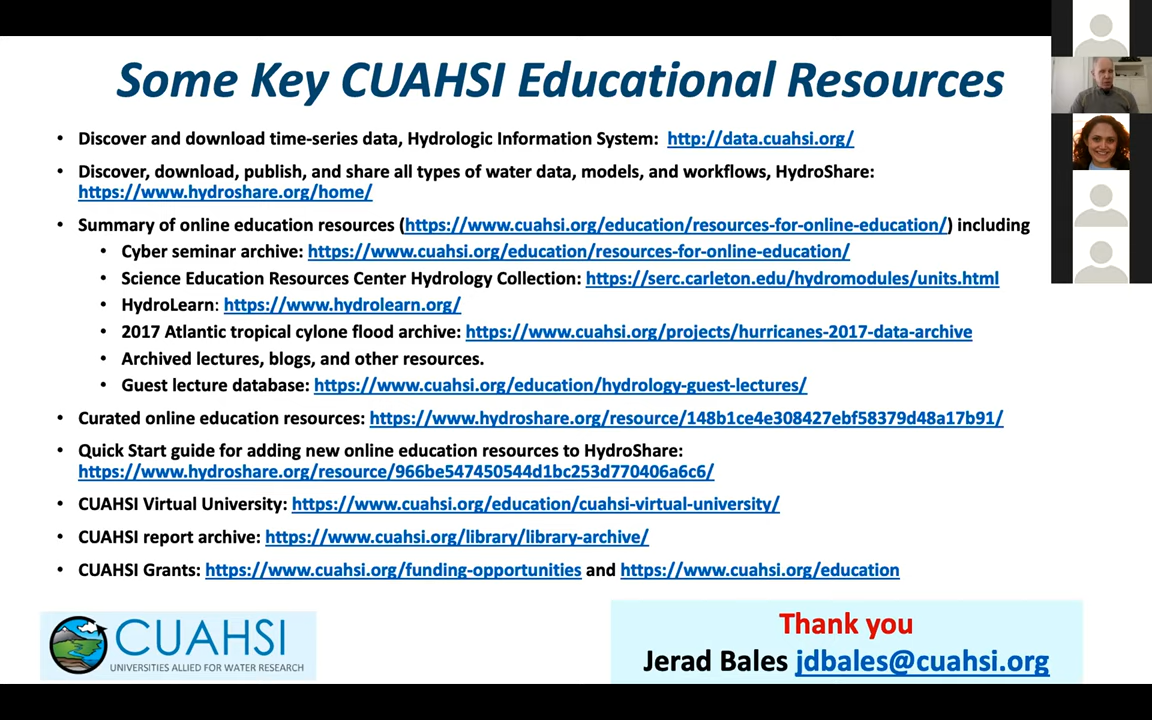 Some Key CUAHSI Educational Resources
• Discover and download time-series data, Hydrologic Information System: http://data.cuahsi.org/
• Discover, download, publish, and share all types of water data, models, and workflows, HydroShare:
https://www.hydroshare.org/home/
• Summary of online education resources (https://www.cuahsi.org/education/resources-for-online-education/) including
• Cyber seminar archive: https://www.cuahsi.org/education/resources-for-online-education/
• Science Education Resources Center Hydrology Collection: https://serc.carleton.edu/hydromodules/units.html
• HydroLearn: https://www.hydrolearn.org/
• 2017 Atlantic tropical cylone flood archive: https://www.cuahsi.org/projects/hurricanes-2017-data-archive
• Archived lectures, blogs, and other resources.
• Guest lecture database: https://www.cuahsi.org/education/hydrology-guest-lectures/
• Curated online education resources: https://www.hydroshare.org/resource/148b1ce4e308427ebf58379d48a17b91/
• Quick Start guide for adding new online education resources to HydroShare:
https://www.hydroshare.org/resource/966be547450544d1bc253d770406a6c6/
• CUAHSI Virtual University: https://www.cuahsi.org/education/cuahsi-virtual-university/
• CUAHSI report archive: https://www.cuahsi.org/library/library-archive/
• CUAHSI Grants: https://www.cuahsi.org/funding-opportunities and https://www.cuahsi.org/education
CUAHSI
UNIVERSITIES ALLIED FOR WATER RESEARCH
Thank you
Jerad Bales jdbales@cuahsi.org